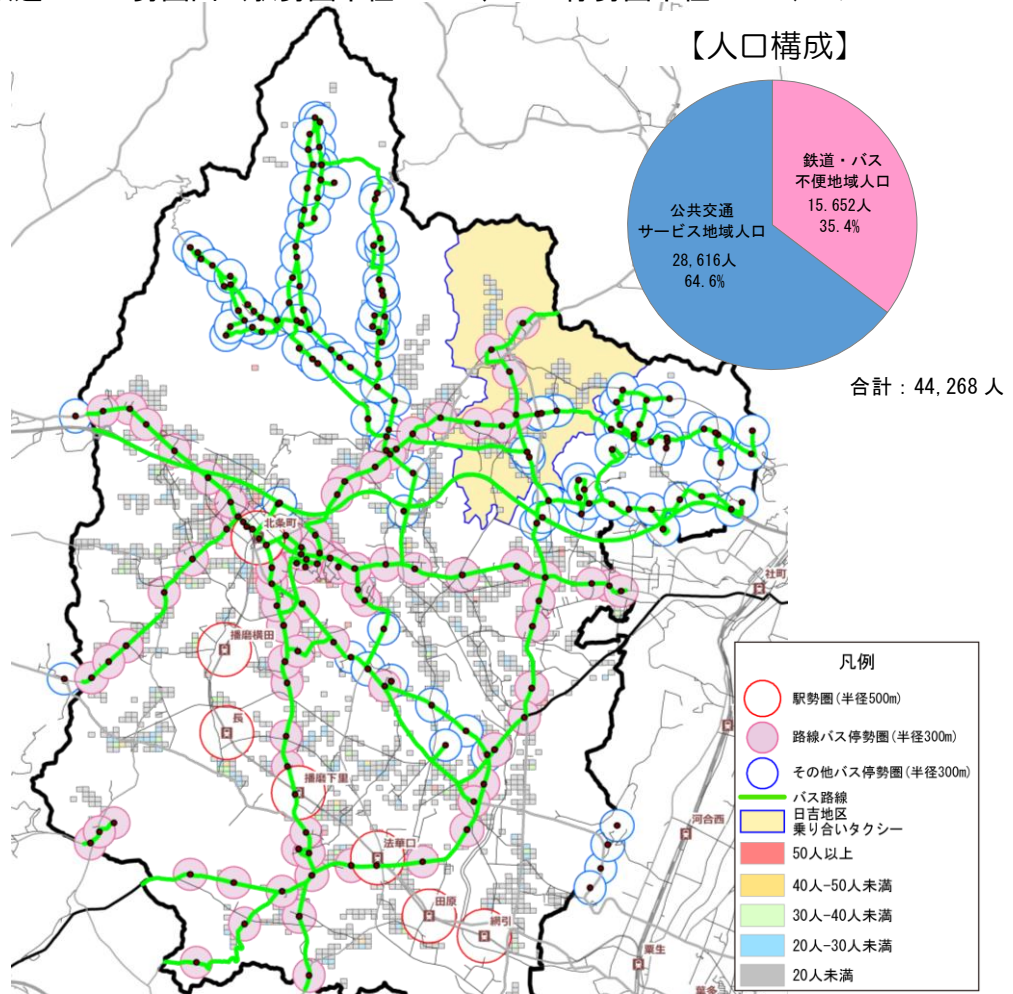 【人口構成】
鉄道・バス
不便地域人口
15.652人
35.4%
公共交通
サービス地域人口
28,616人
64.6%
合計：44,268 人
北条町
社町
播磨横田
長
播磨下里
法華口
田原
網引
河合西
粟生
葉多
凡例
駅勢圏(半径500m)
路線バス停勢圏(半径300m)
その他バス停勢圏(半径300m)
バス路線
日吉地区
乗り合いタクシー
50人以上
40人-50人未満
30人-40人未満
20人-30人未満
20人未満